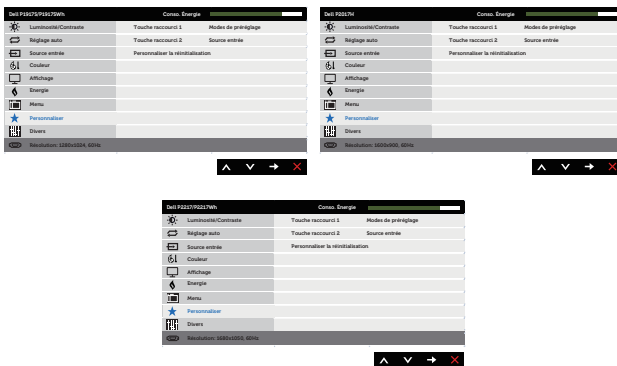 Dell P1917S/P1917SWh Conso. Énergie
Luminosité/Contraste Touche raccourci 1 Modes de préréglage
Réglage auto Touche raccourci 2 Source entrée
Source entrée Personnaliser la réinitialisation
Couleur
Affichage
Energie
Menu
Personnaliser
Divers
Résolution: 1280x1024, 60Hz
Dell P2017H Conso. Énergie
Luminosité/Contraste Touche raccourci 1 Modes de préréglage
Réglage auto Touche raccourci 2 Source entrée
Source entrée Personnaliser la réinitialisation
Couleur
Affichage
Energie
Menu
Personnaliser
Divers
Résolution: 1600x900, 60Hz
Dell P2217/P2217Wh Conso. Énergie
Luminosité/Contraste Touche raccourci 1 Modes de préréglage
Réglage auto Touche raccourci 2 Source entrée
Source entrée Personnaliser la réinitialisation
Couleur
Affichage
Energie
Menu
Personnaliser
Divers
Résolution: 1680x1050, 60Hz